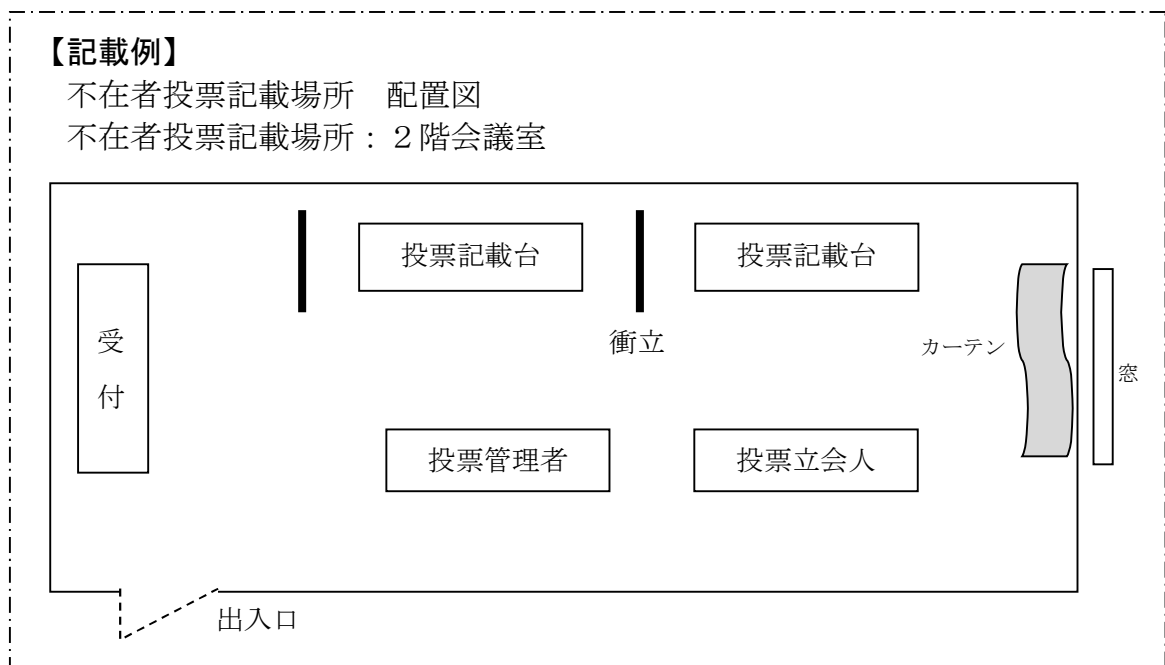 【記載例】
不在者投票記載場所　配置図
不在者投票記載場所：２階会議室
投票記載台
投票記載台
受付
衝立
カーテン
窓
投票管理者
投票立会人
出入口